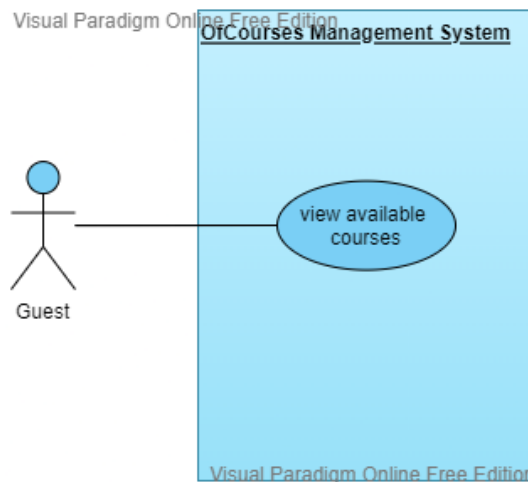 Visual Paradigm Online Free Edition
OfCourses Management System
view available
courses
Guest
Visual Paradigm Online Free Edition